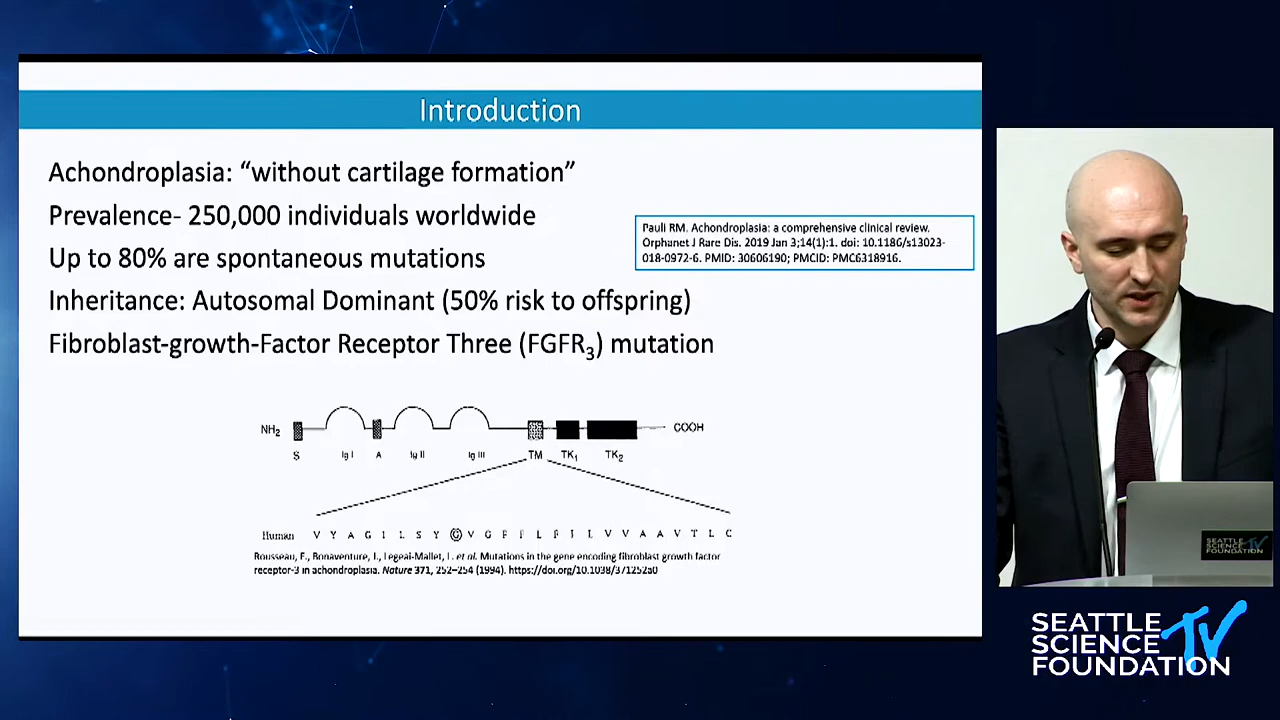 Introduction
Achondroplasia: “without cartilage formation”
Prevalence- 250,000 individuals worldwide
Up to 80% are spontaneous mutations
Inheritance: Autosomal Dominant (50% risk to offspring)
Fibroblast-growth-Factor Receptor Three (FGFR3) mutation
Pauli RM. Achondroplasia: a comprehensive clinical review.
Orphanet J Rare Dis. 2019 Jan 3;14(1):1. doi: 10.1186/s13023-
018-0972-6. PMID: 30606190; PMCID: PMC6318916.
NH2 COOH
S Ig I A Ig II Ig III TM TK1 TK2
Human V Y A G I L S Y G V G F F L F I L V V A A V T L C
Rousseau, F., Bonaventure, J., Legeai-Mallet, L. et al. Mutations in the gene encoding fibroblast growth factor
receptor-3 in achondroplasia. Nature 371, 252–254 (1994). https://doi.org/10.1038/371252a0
SEATTLE
SCIENCE
FOUNDATION
TV
SEATTLE
SCIENCE TV
FOUNDATION